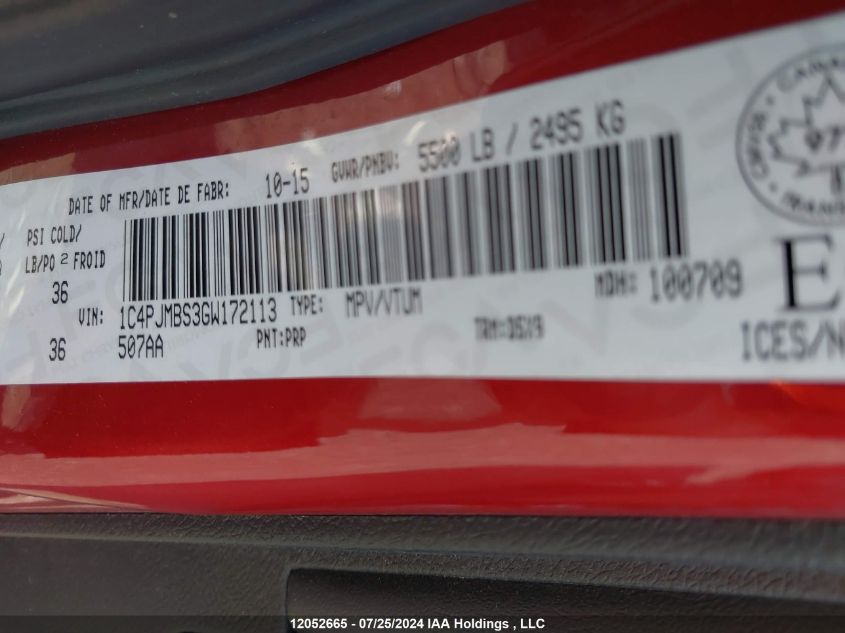 DATE OF MFR/DATE DE FABR: 10-15 GVWR/PNBV: 5500 LB / 2495 KG
PSI COLD/
LB/PO 2 FROID
36
VIN: 1C4PJMBS3GW172113 TYPE: MPV/VTUM MDH: 100709
36
507AA PNT:PRP TRM:
ICES/N
E
CANA
TRANS
12052665 - 07/25/2024 IAA Holdings , LLC